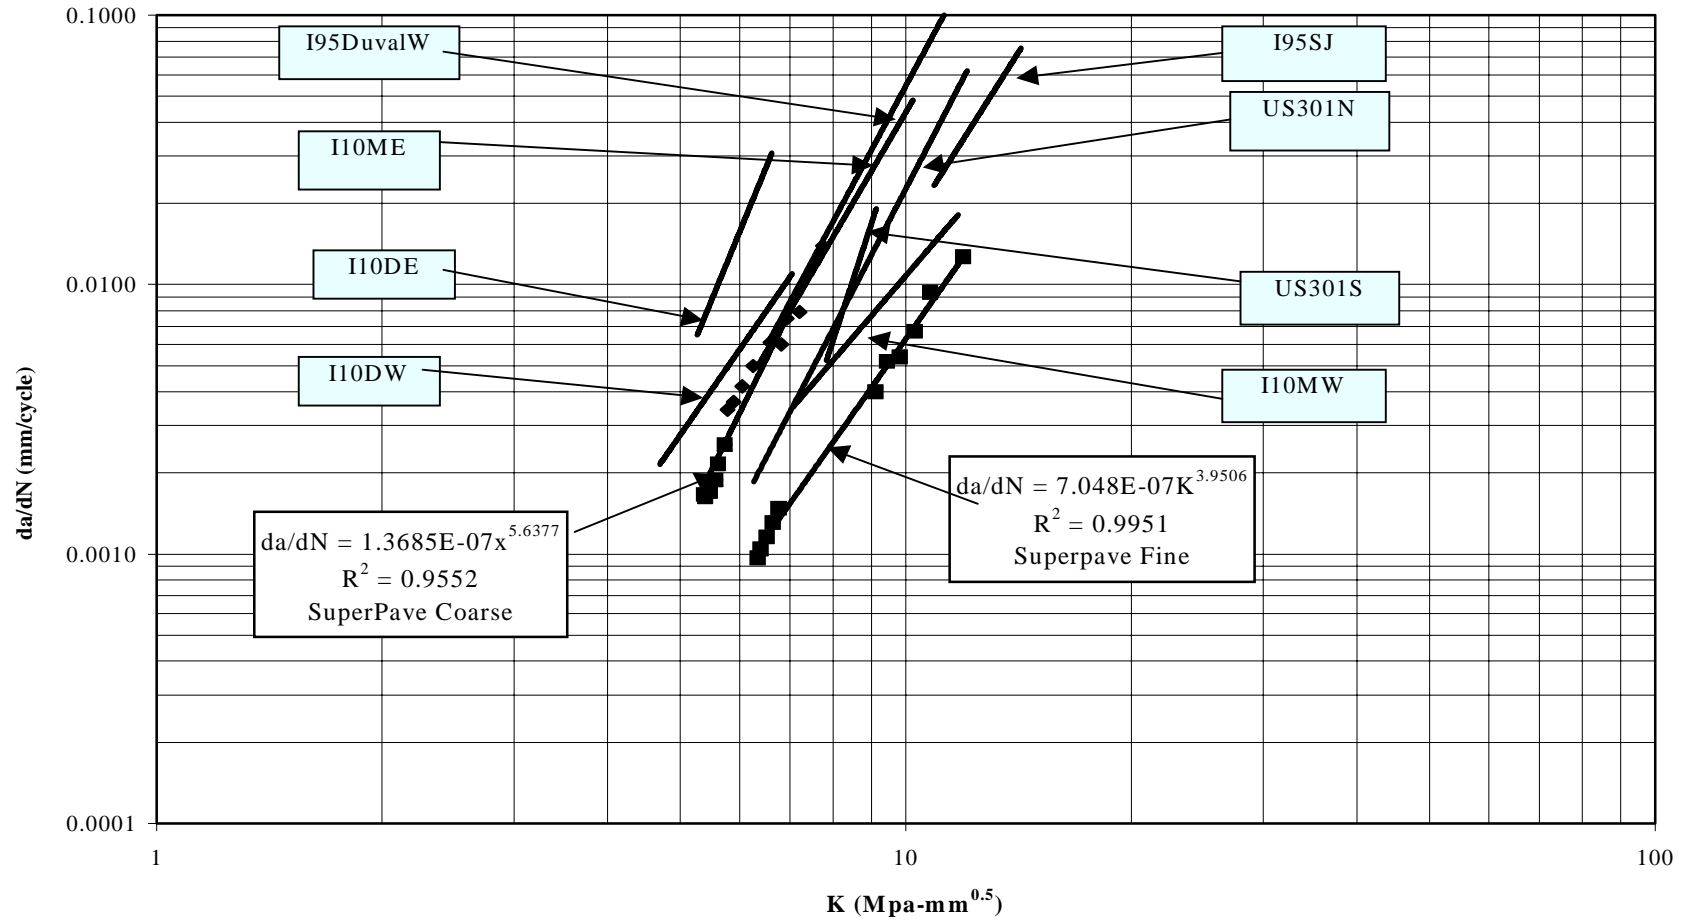 0.1000
0.0100
0.0010
0.0001
da/dN (mm/cycle)
I95DuvalW
I10ME
I10DE
I10DW
I95SJ
US301N
US301S
I10MW
da/dN = 1.3685E-07x^5.6377
R^2 = 0.9552
SuperPave Coarse
da/dN = 7.048E-07K^3.9506
R^2 = 0.9951
Superpave Fine
1
10
100
K (Mpa-mm^0.5)